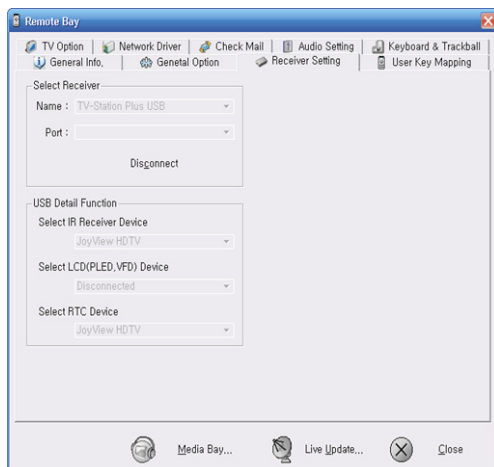 Remote Bay
TV Option Network Driver Check Mail Audio Setting Keyboard & Trackball
General Info, Genetal Option Receiver Setting User Key Mapping
Select Receiver
Name : TV-Station Plus USB
Port :
Disconnect
USB Detail Function
Select IR Receiver Device
JoyView HDTV
Select LCD(PLED,VFD) Device
Disconnected
Select RTC Device
JoyView HDTV
Media Bay... Live Update... Close